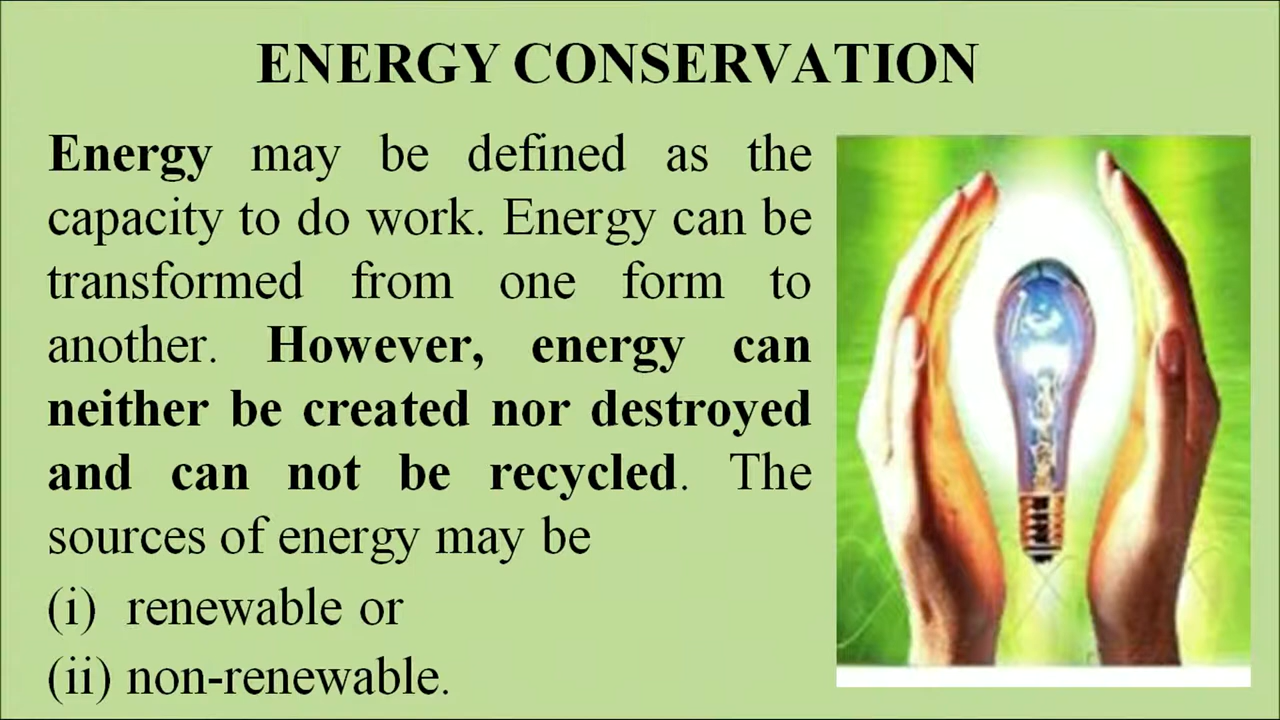 ENERGY CONSERVATION
Energy may be defined as the
capacity to do work. Energy can be
transformed from one form to
another. However, energy can
neither be created nor destroyed
and can not be recycled. The
sources of energy may be
(i) renewable or
(ii) non-renewable.